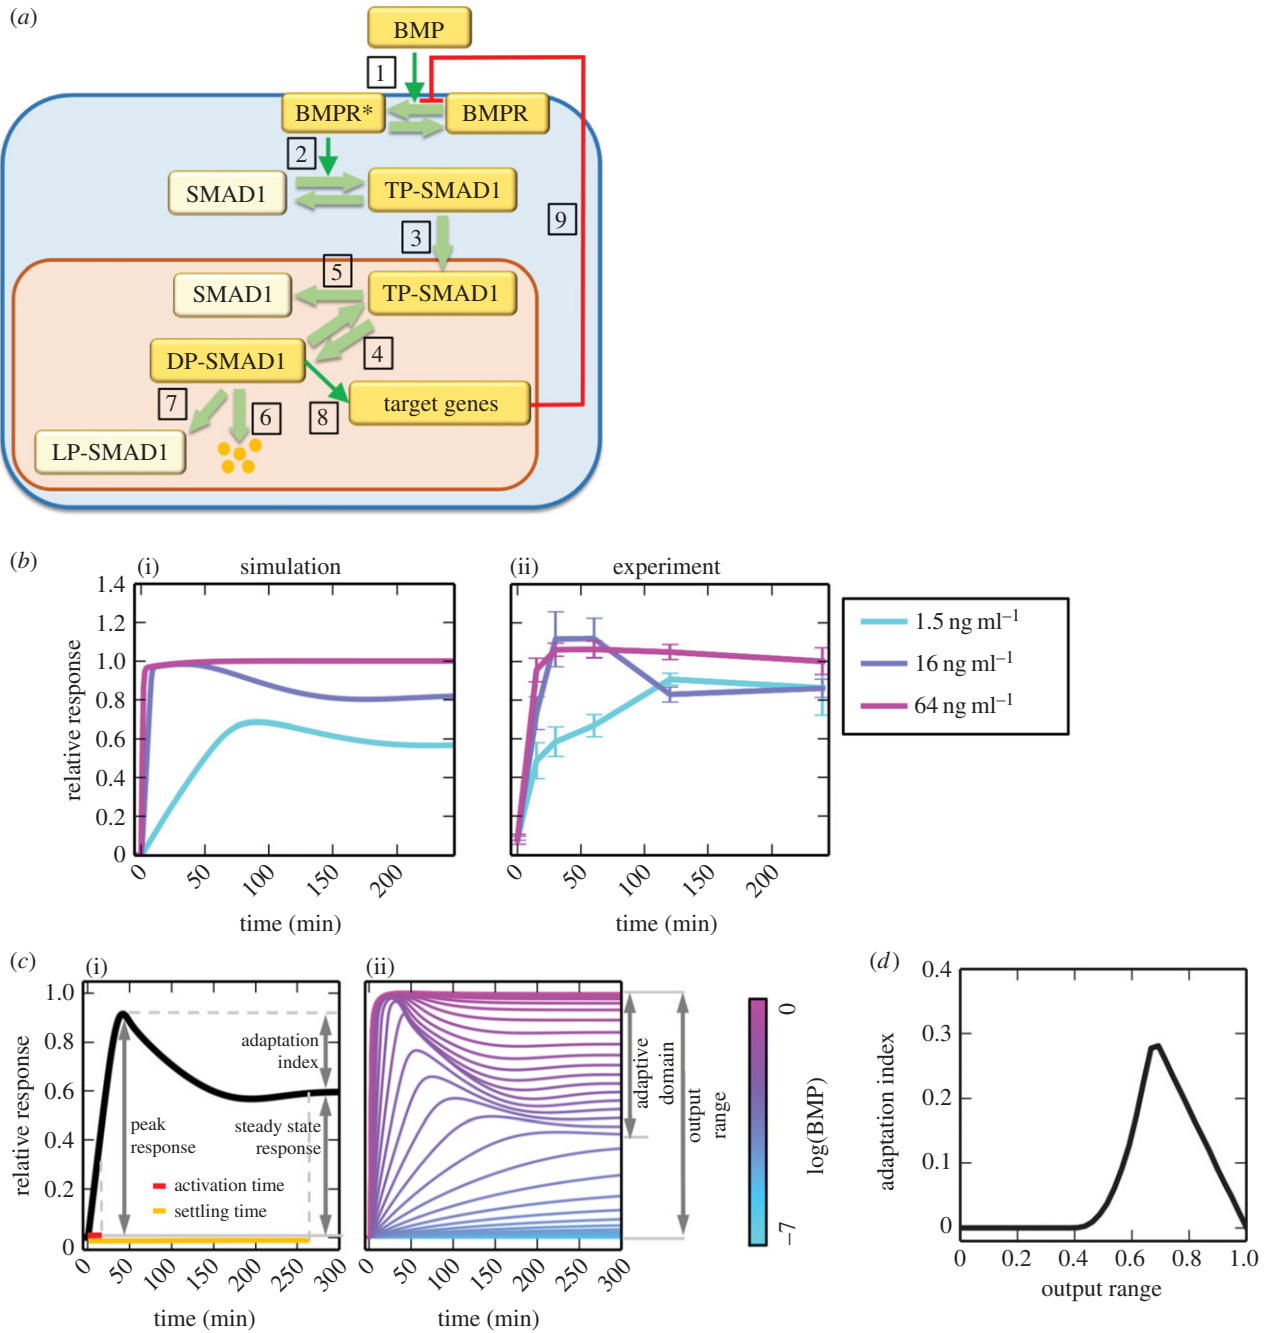 (a)
BMP
1
BMPR*
BMPR
2
SMAD1
TP-SMAD1
9
3
5
SMAD1
TP-SMAD1
DP-SMAD1
4
7
6
8
target genes
LP-SMAD1
(b)
(i) simulation
(ii) experiment
1.4
1.2
1.0
0.8
0.6
0.4
0.2
0
relative response
0 50 100 150 200
time (min)
0 50 100 150 200
time (min)
1.5 ng ml⁻¹
16 ng ml⁻¹
64 ng ml⁻¹
(c)
(i)
1.0
0.8
0.6
0.4
0.2
0
relative response
adaptation
index
peak
response
steady state
response
activation time
settling time
0 50 100 150 200 250 300
time (min)
(ii)
adaptive
domain
output
range
0 50 100 150 200 250 300
time (min)
0
log(BMP)
−7
(d)
0.4
0.3
0.2
0.1
0
adaptation index
0 0.2 0.4 0.6 0.8 1.0
output range